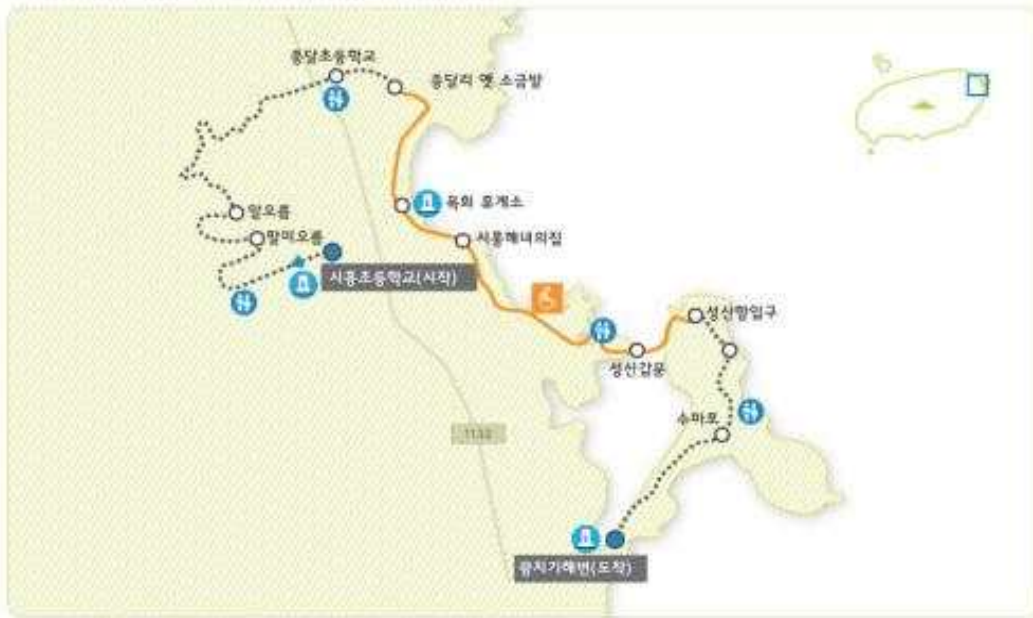 종달초등학교
종달리 옛 소금밭
목화 휴게소
알오름
말미오름
시흥해녀의집
시흥초등학교(시작)
성산항입구
성산갑문
수마포
광치기해변(도착)